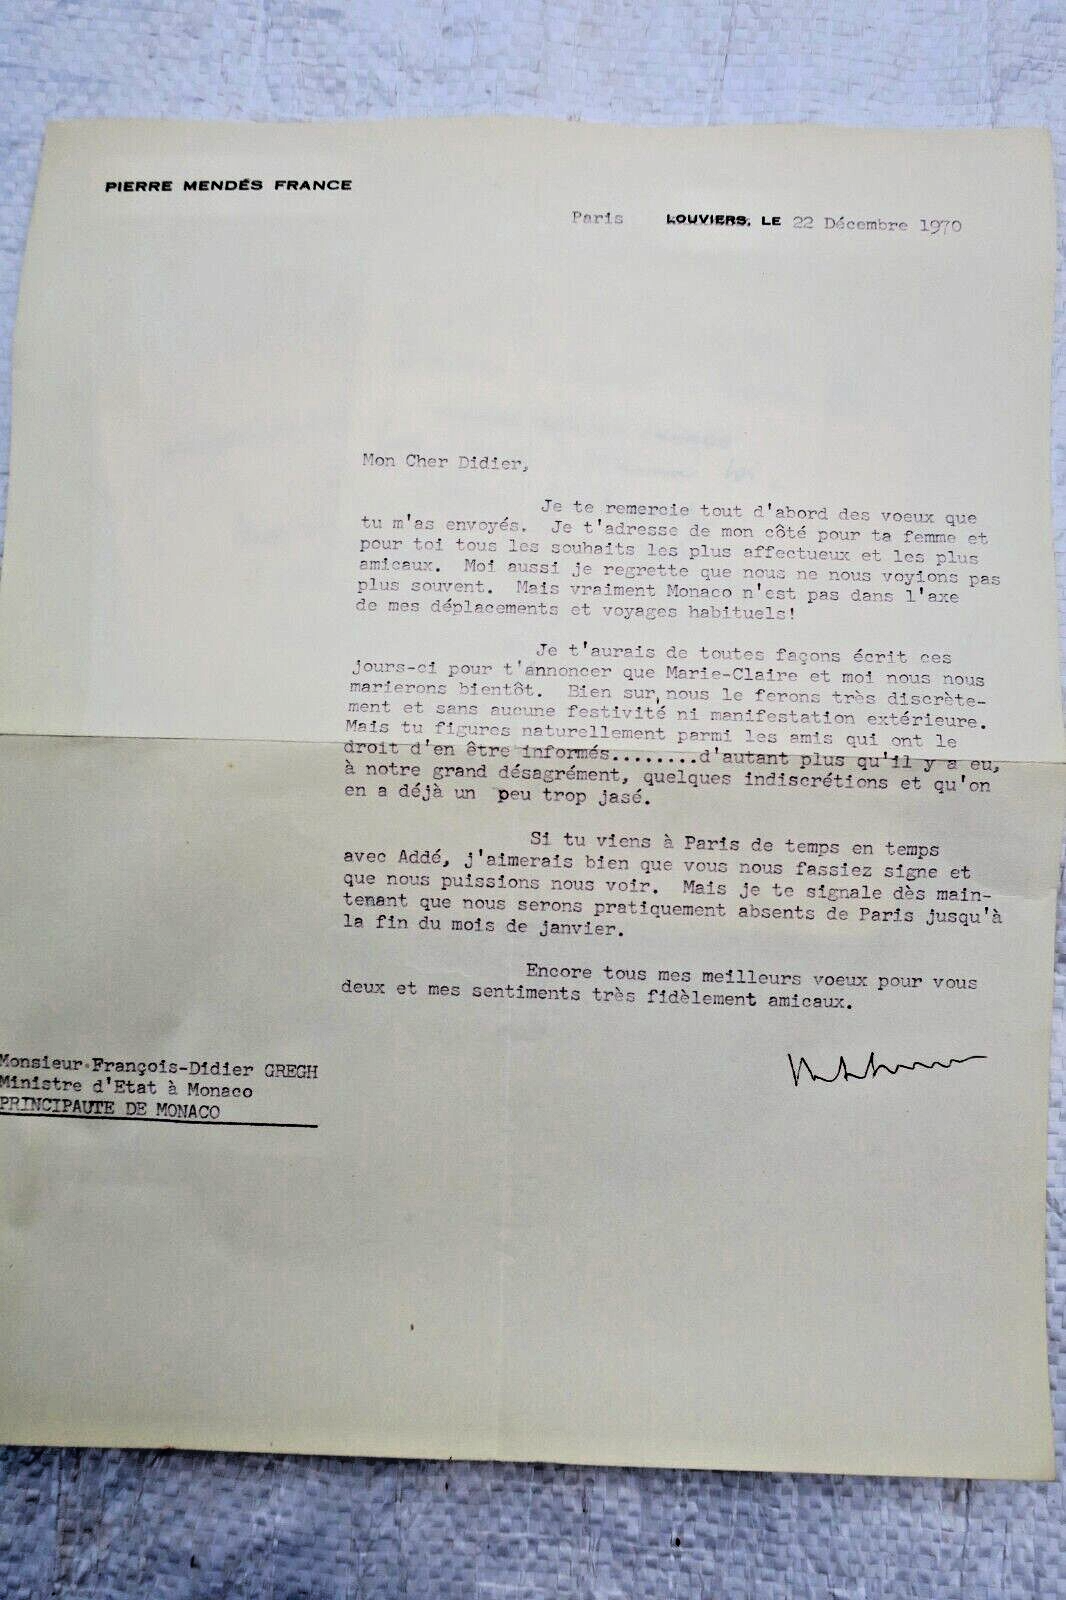 PIERRE MENDÈS FRANCE
Paris LOUVIERS, LE 22 Décembre 1970
Mon Cher Didier,
Je te remercie tout d'abord des voeux que
tu m'as envoyés. Je t'adresse de mon côté pour ta femme et
pour toi tous les souhaits les plus affectueux et les plus
amicaux. Moi aussi je regrette que nous ne nous voyions pas
plus souvent. Mais vraiment Monaco n'est pas dans l'axe
de mes déplacements et voyages habituels!
Je t'aurais de toutes façons écrit ces
jours-ci pour t'annoncer que Marie-Claire et moi nous nous
marierons bientôt. Bien sur, nous le ferons très discrète-
ment et sans aucune festivité ni manifestation extérieure.
Mais tu figures naturellement parmi les amis qui ont le
droit d'en être informés........d'autant plus qu'il y a eu,
à notre grand désagrément, quelques indiscrétions et qu'on
en a déjà un peu trop jasé.
Si tu viens à Paris de temps en temps
avec Addé, j'aimerais bien que vous nous fassiez signe et
que nous puissions nous voir. Mais je te signale dès main-
tenant que nous serons pratiquement absents de Paris jusqu'à
la fin du mois de janvier.
Encore tous mes meilleurs voeux pour vous
deux et mes sentiments très fidèlement amicaux.
Monsieur François-Didier GREGH
Ministre d'Etat à Monaco
PRINCIPAUTE DE MONACO